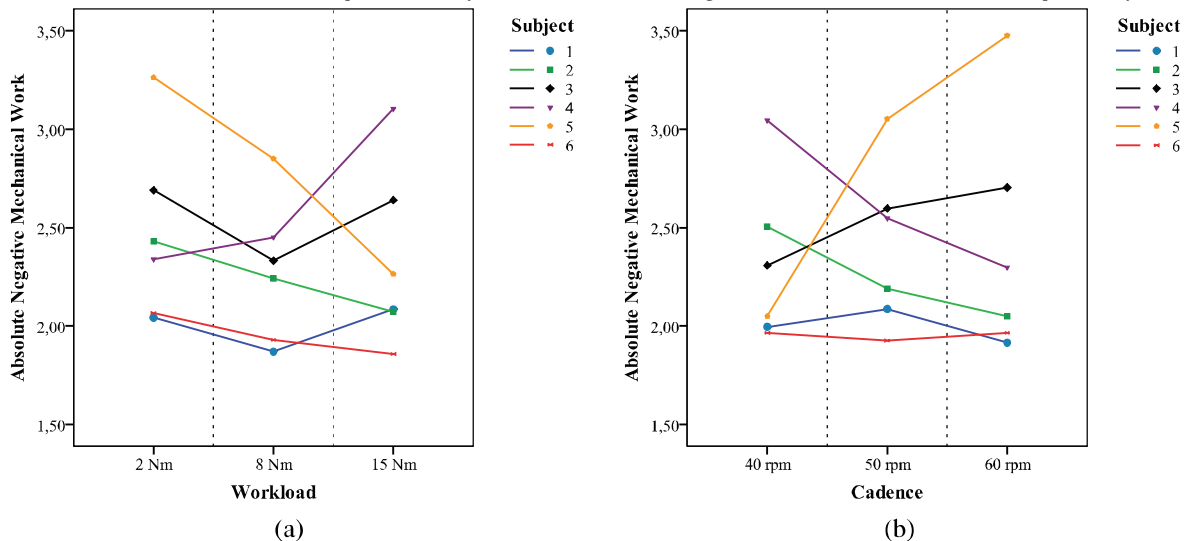 3,50
3,00
2,50
2,00
1,50
Absolute Negative Mechanical Work
2 Nm
8 Nm
15 Nm
Workload
(a)
Subject
1
2
3
4
5
6
3,50
3,00
2,50
2,00
1,50
Absolute Negative Mechanical Work
40 rpm
50 rpm
60 rpm
Cadence
(b)
Subject
1
2
3
4
5
6